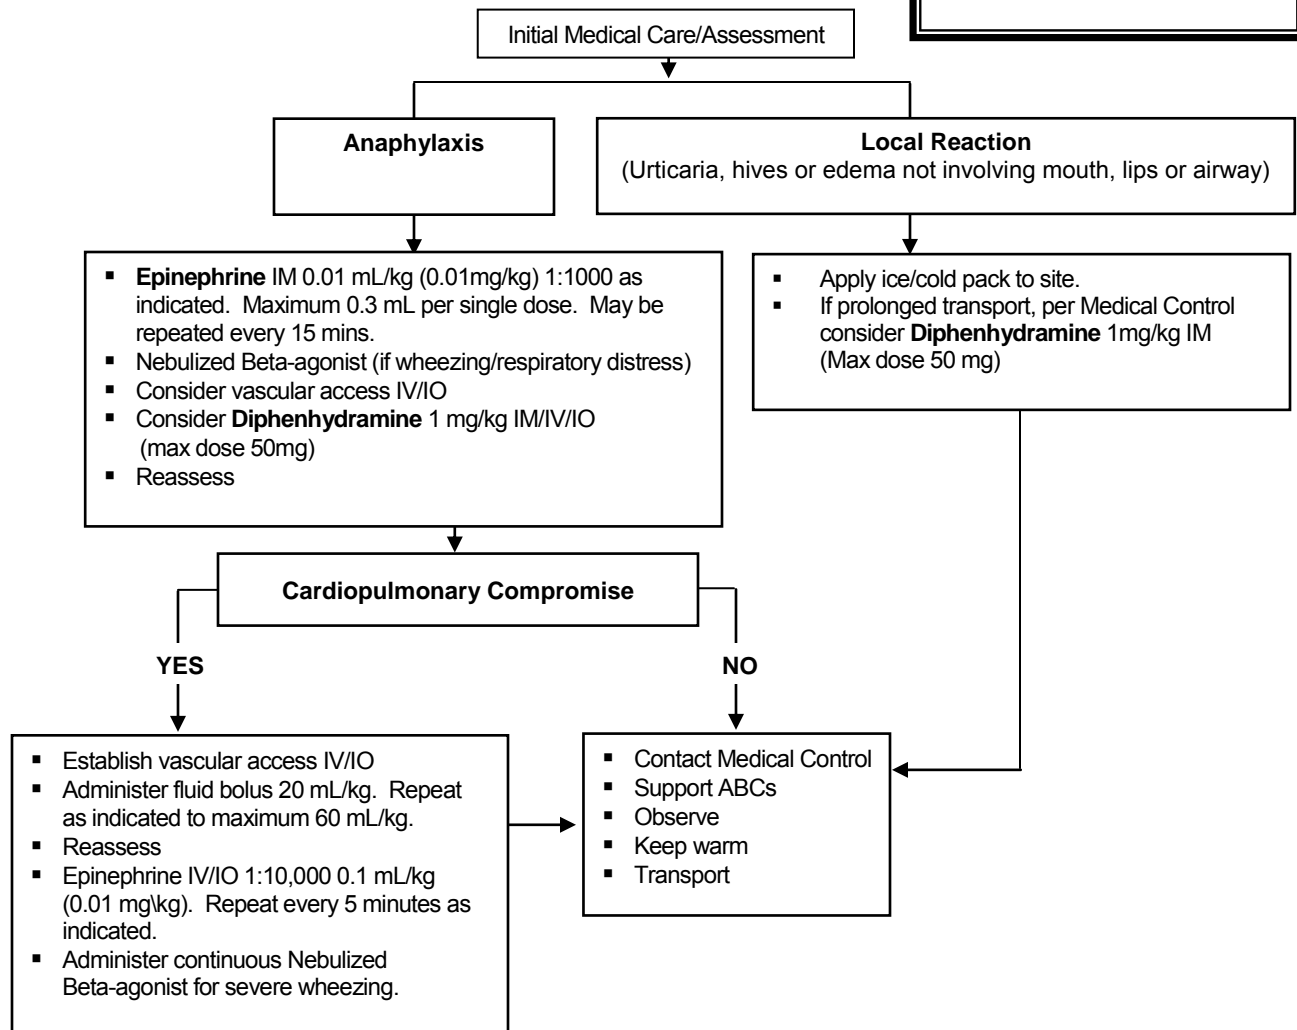 Initial Medical Care/Assessment
Anaphylaxis
Local Reaction
(Urticaria, hives or edema not involving mouth, lips or airway)
▪ Epinephrine IM 0.01 mL/kg (0.01mg/kg) 1:1000 as
indicated. Maximum 0.3 mL per single dose. May be
repeated every 15 mins.
▪ Nebulized Beta-agonist (if wheezing/respiratory distress)
▪ Consider vascular access IV/IO
▪ Consider Diphenhydramine 1 mg/kg IM/IV/IO
(max dose 50mg)
▪ Reassess
▪ Apply ice/cold pack to site.
▪ If prolonged transport, per Medical Control
consider Diphenhydramine 1mg/kg IM
(Max dose 50 mg)
Cardiopulmonary Compromise
YES
NO
▪ Establish vascular access IV/IO
▪ Administer fluid bolus 20 mL/kg. Repeat
as indicated to maximum 60 mL/kg.
▪ Reassess
▪ Epinephrine IV/IO 1:10,000 0.1 mL/kg
(0.01 mg\kg). Repeat every 5 minutes as
indicated.
▪ Administer continuous Nebulized
Beta-agonist for severe wheezing.
▪ Contact Medical Control
▪ Support ABCs
▪ Observe
▪ Keep warm
▪ Transport